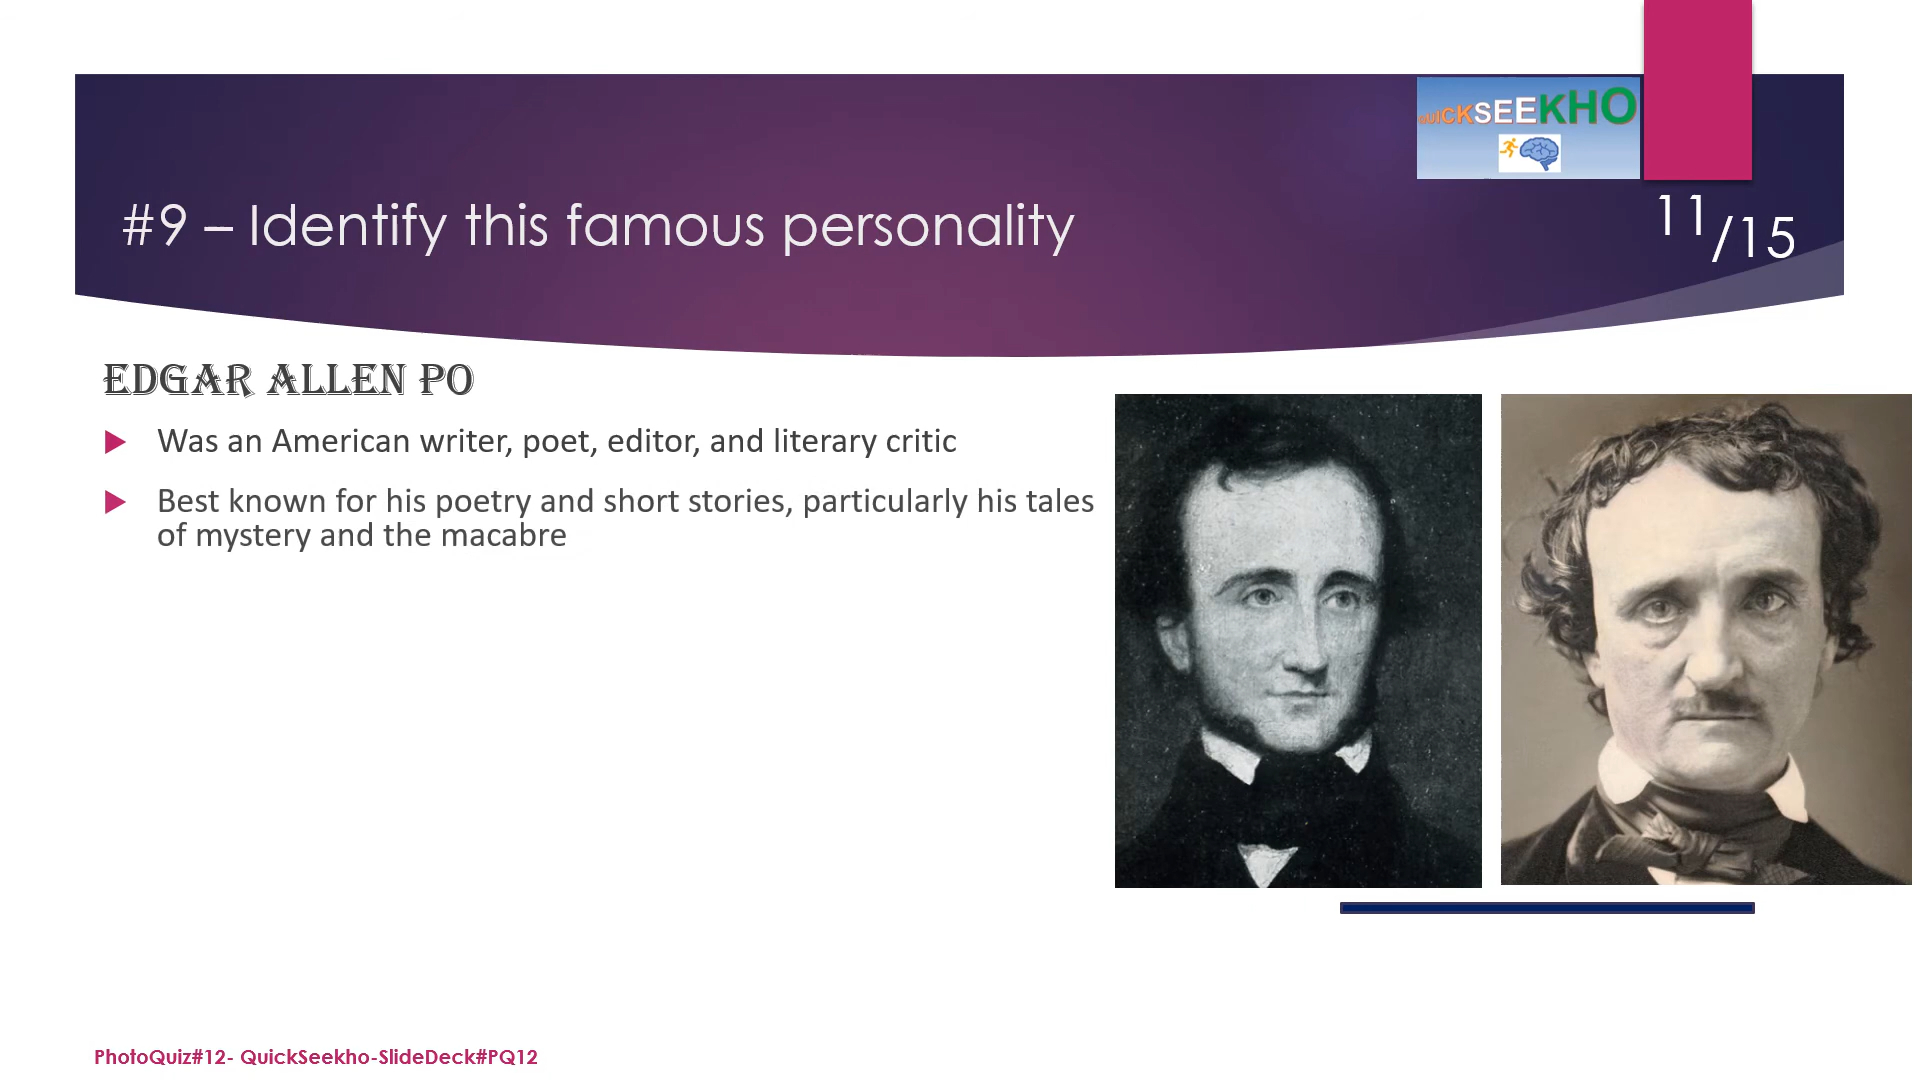 QUICKSEEKHO
#9 – Identify this famous personality
11/15
EDGAR ALLEN PO
Was an American writer, poet, editor, and literary critic
Best known for his poetry and short stories, particularly his tales
of mystery and the macabre
PhotoQuiz#12- QuickSeekho-SlideDeck#PQ12